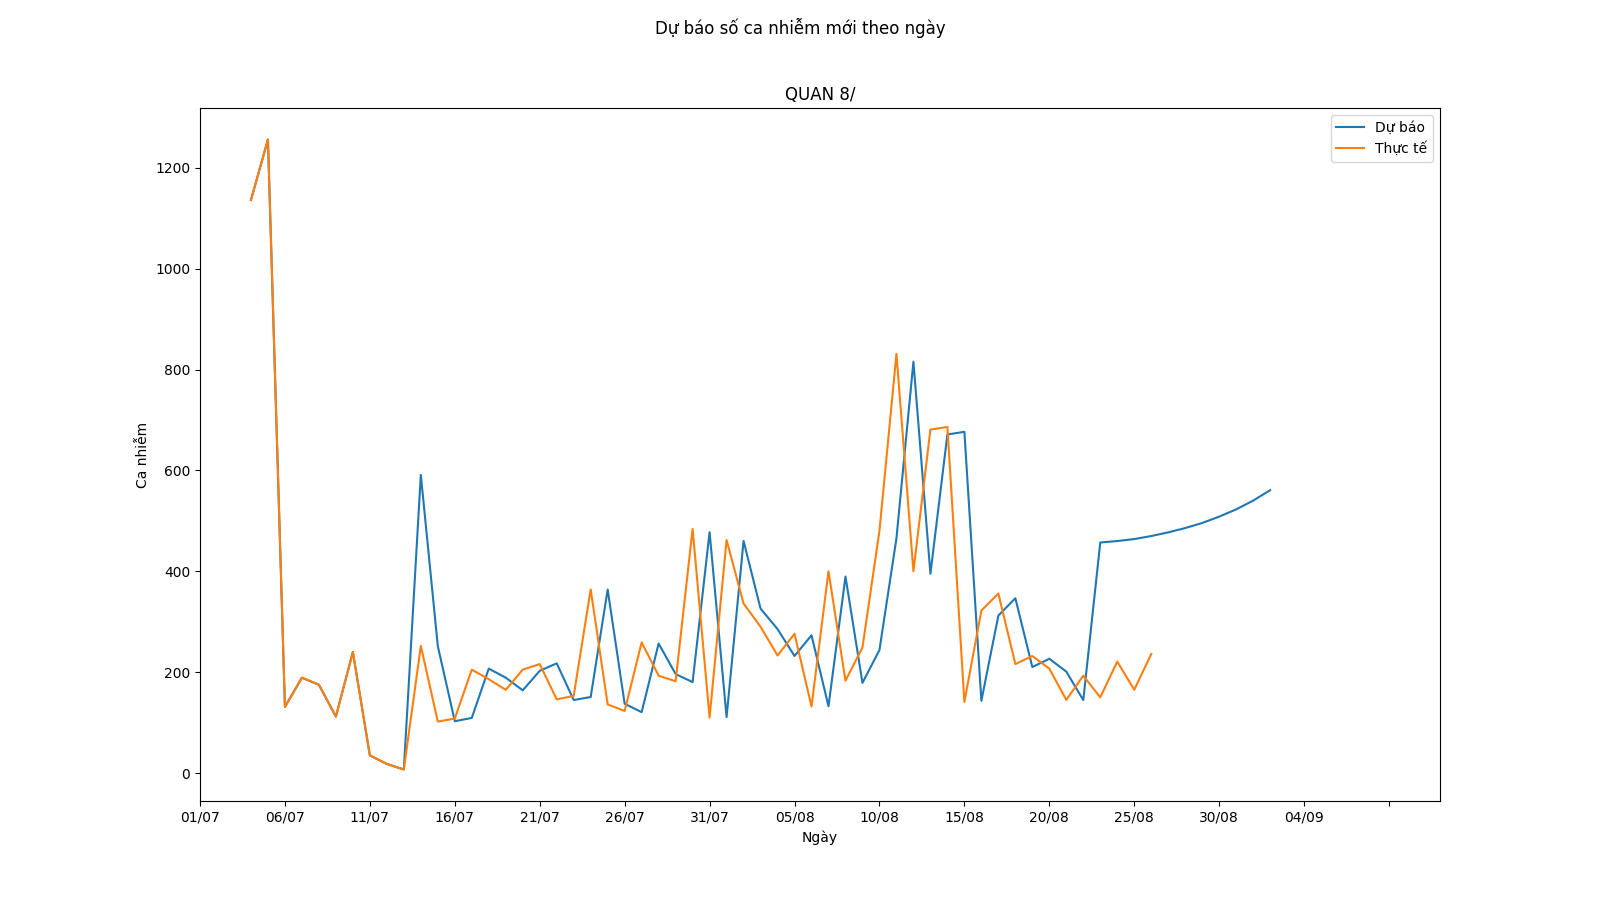 Dự báo số ca nhiễm mới theo ngày
QUAN 8/
Dự báo
Thực tế
1200
1000
800
600
400
200
0
Ca nhiễm
01/07 06/07 11/07 16/07 21/07 26/07 31/07 05/08 10/08 15/08 20/08 25/08 30/08 04/09
Ngày